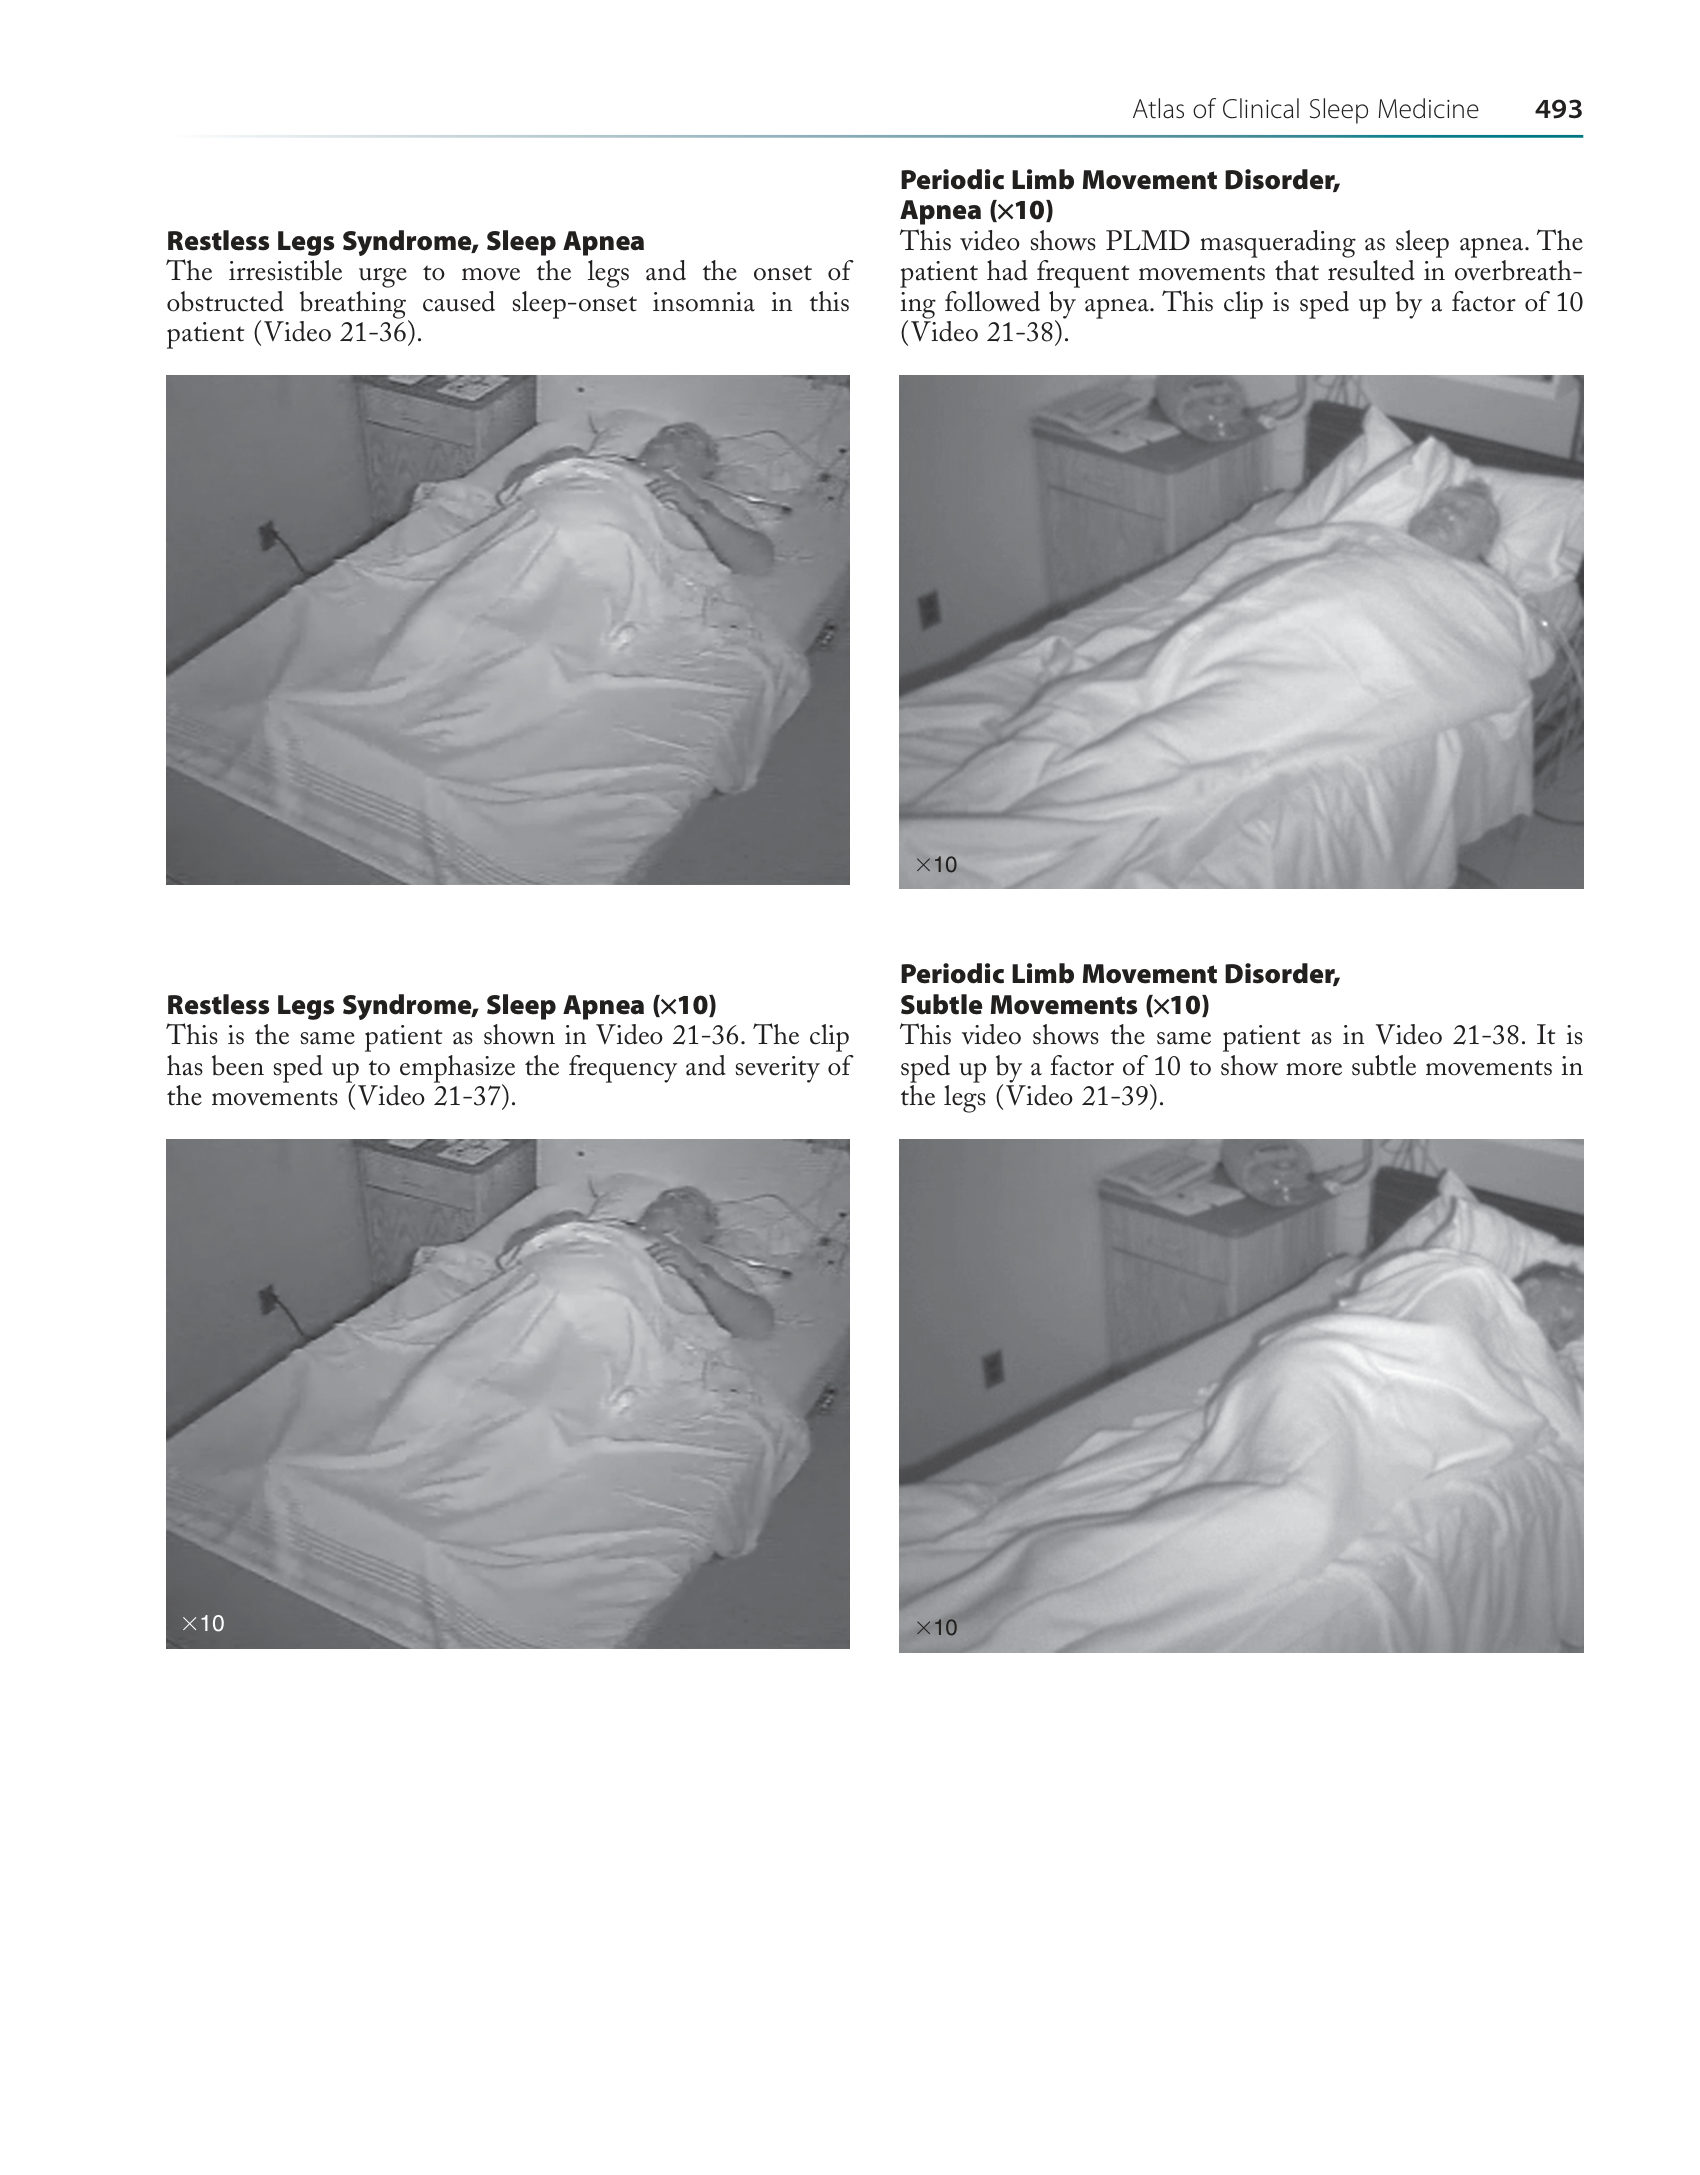 Atlas of Clinical Sleep Medicine 493
Restless Legs Syndrome, Sleep Apnea
The irresistible urge to move the legs and the onset of
obstructed breathing caused sleep-onset insomnia in this
patient (Video 21-36).
Restless Legs Syndrome, Sleep Apnea (×10)
This is the same patient as shown in Video 21-36. The clip
has been sped up to emphasize the frequency and severity of
the movements (Video 21-37).
×10
Periodic Limb Movement Disorder,
Apnea (×10)
This video shows PLMD masquerading as sleep apnea. The
patient had frequent movements that resulted in overbreath-
ing followed by apnea. This clip is sped up by a factor of 10
(Video 21-38).
×10
Periodic Limb Movement Disorder,
Subtle Movements (×10)
This video shows the same patient as in Video 21-38. It is
sped up by a factor of 10 to show more subtle movements in
the legs (Video 21-39).
×10